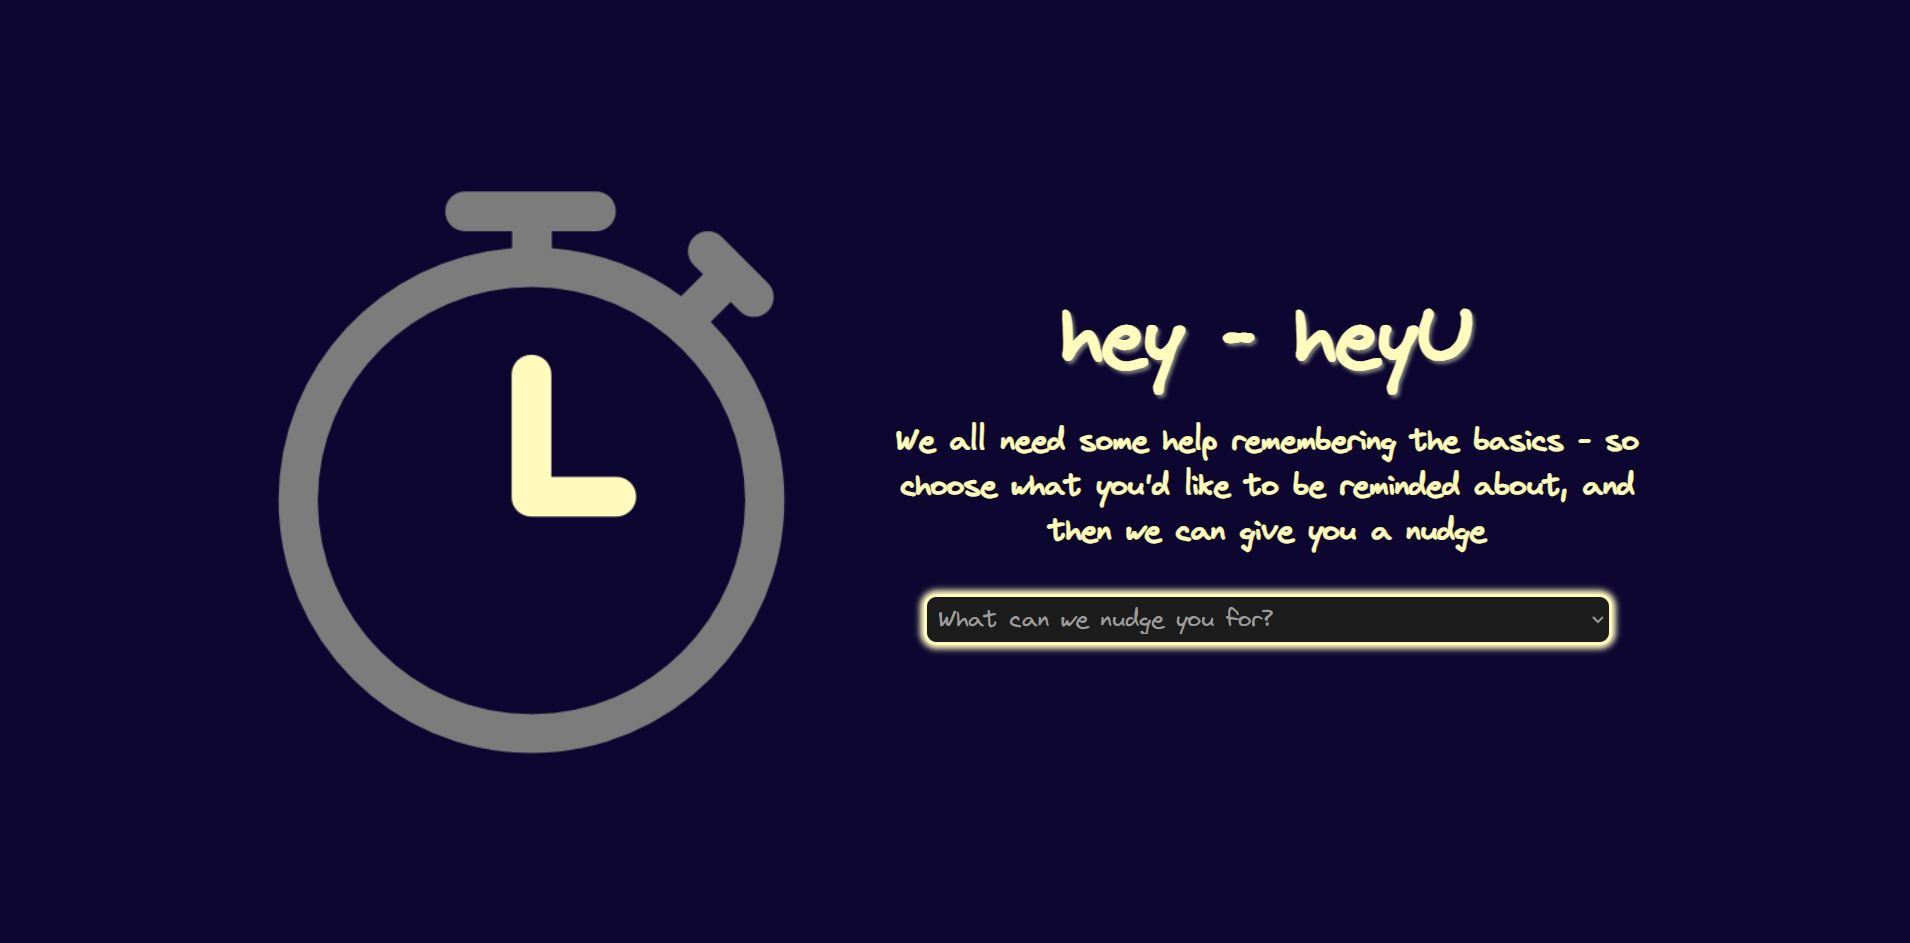 hey - heyU
We all need some help remembering the basics - so
choose what you'd like to be reminded about, and
then we can give you a nudge
What can we nudge you for?